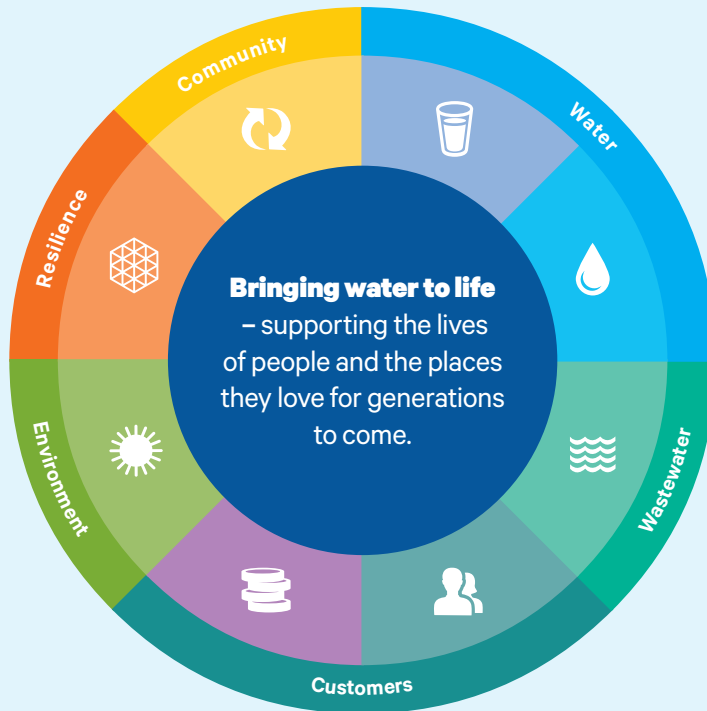 Community
Water
Resilience
Bringing water to life
– supporting the lives
of people and the places
they love for generations
to come.
Environment
Wastewater
Customers